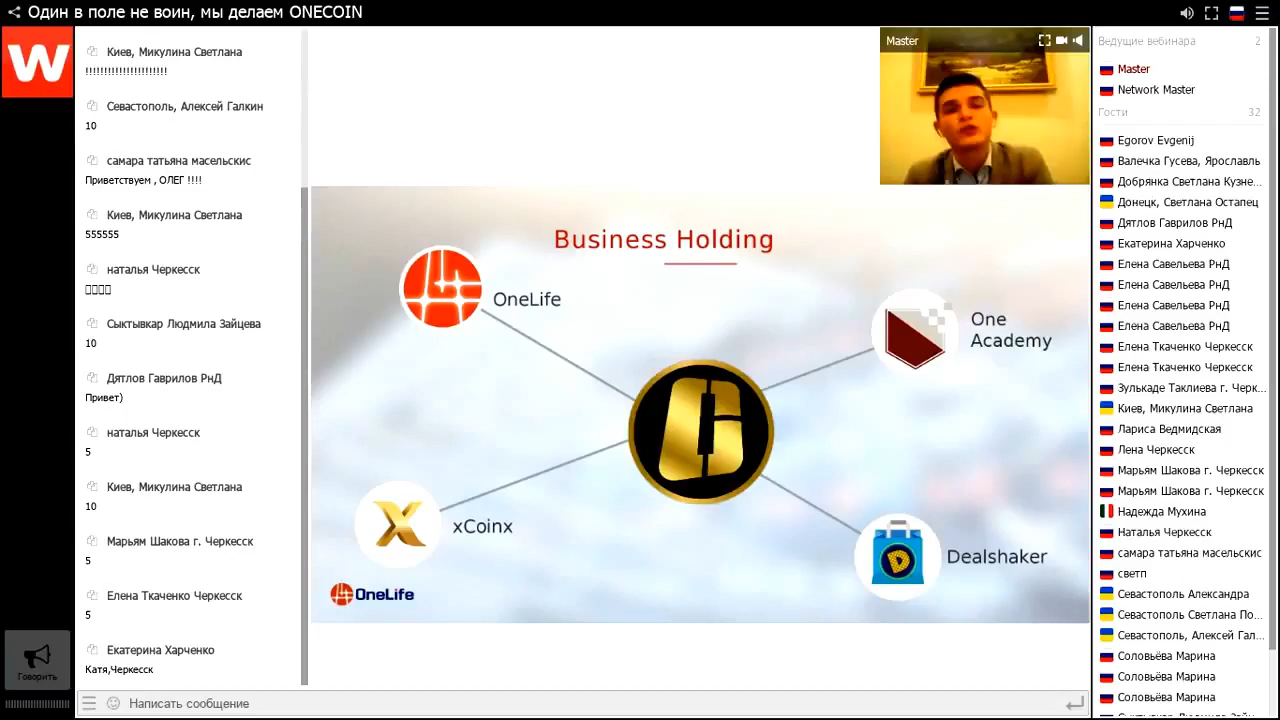 Один в поле не воин, мы делаем ONECOIN
W
Говорить
Киев, Микулина Светлана
!!!!!!!!!!!!!!!!!!!!!!
Севастополь, Алексей Галкин
10
самара татьяна масельскис
Приветствуем , ОЛЕГ !!!!
Киев, Микулина Светлана
555555
наталья Черкесск
Сыктывкар Людмила Зайцева
10
Дятлов Гаврилов РнД
Привет)
наталья Черкесск
5
Киев, Микулина Светлана
10
Марьям Шакова г. Черкесск
5
Елена Ткаченко Черкесск
5
Екатерина Харченко
Катя,Черкесск
Написать сообщение
Master
Business Holding
OneLife
One
Academy
xCoinx
Dealshaker
OneLife
Ведущие вебинара 2
Master
Network Master
Гости 32
Egorov Evgenij
Валечка Гусева, Ярославль
Добрянка Светлана Кузне...
Донецк, Светлана Остапец
Дятлов Гаврилов РнД
Екатерина Харченко
Елена Савельева РнД
Елена Савельева РнД
Елена Савельева РнД
Елена Савельева РнД
Елена Ткаченко Черкесск
Елена Ткаченко Черкесск
Зулькаде Таклиева г. Черк...
Киев, Микулина Светлана
Лариса Ведмидская
Лена Черкесск
Марьям Шакова г. Черкесск
Марьям Шакова г. Черкесск
Надежда Мухина
Наталья Черкесск
самара татьяна масельскис
светп
Севастополь Александра
Севастополь Светлана По...
Севастополь, Алексей Гал...
Соловьёва Марина
Соловьёва Марина
Соловьёва Марина